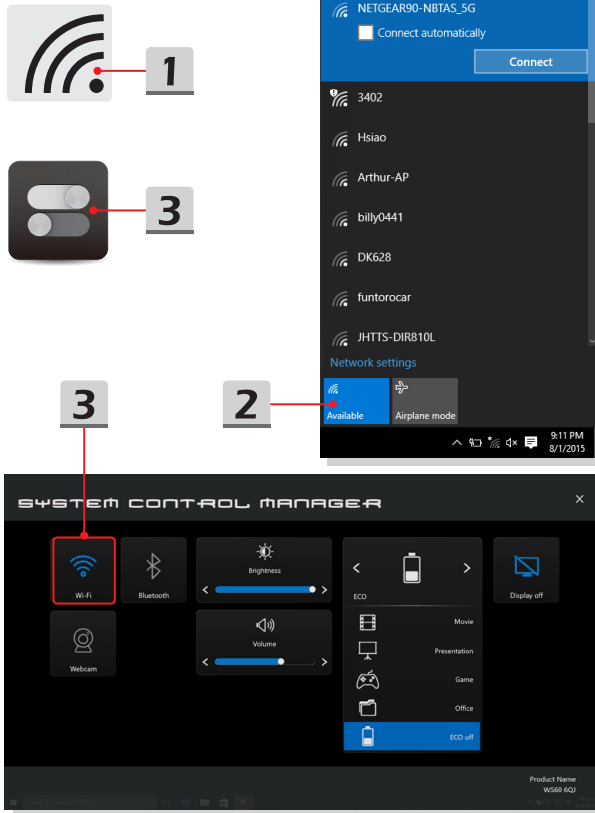 NETGEAR90-NBTAS_5G
Connect automatically
Connect
1
3402
Hsiao
Arthur-AP
3
billy0441
DK628
funtorocar
JHTTS-DIR810L
Network settings
3
2
Available
Airplane mode
9:11 PM
8/1/2015
SYSTEM CONTROL MANAGER
Wi-Fi
Bluetooth
Brightness
ECO
Display off
Webcam
Volume
Movie
Presentation
Game
Office
ECO off
Product Name
WS60 6QJ